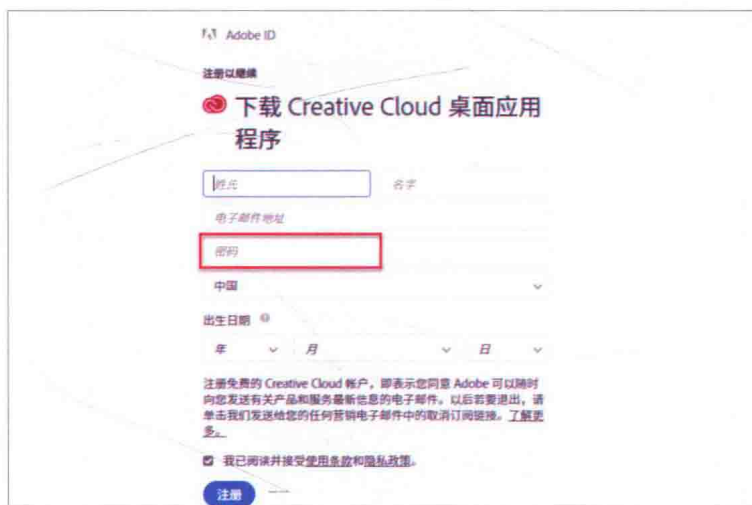 Adobe ID
注册以继续
下载 Creative Cloud 桌面应用
程序
姓氏 名字
电子邮件地址
密码
中国
出生日期
年 月 日
注册免费的 Creative Cloud 帐户，即表示您同意 Adobe 可以随时
向您发送有关产品和服务最新信息的电子邮件。以后若要退出，请
单击我们发送给您的任何营销电子邮件中的取消订阅链接。了解更
多。
我已阅读并接受使用条款和隐私政策。
注册